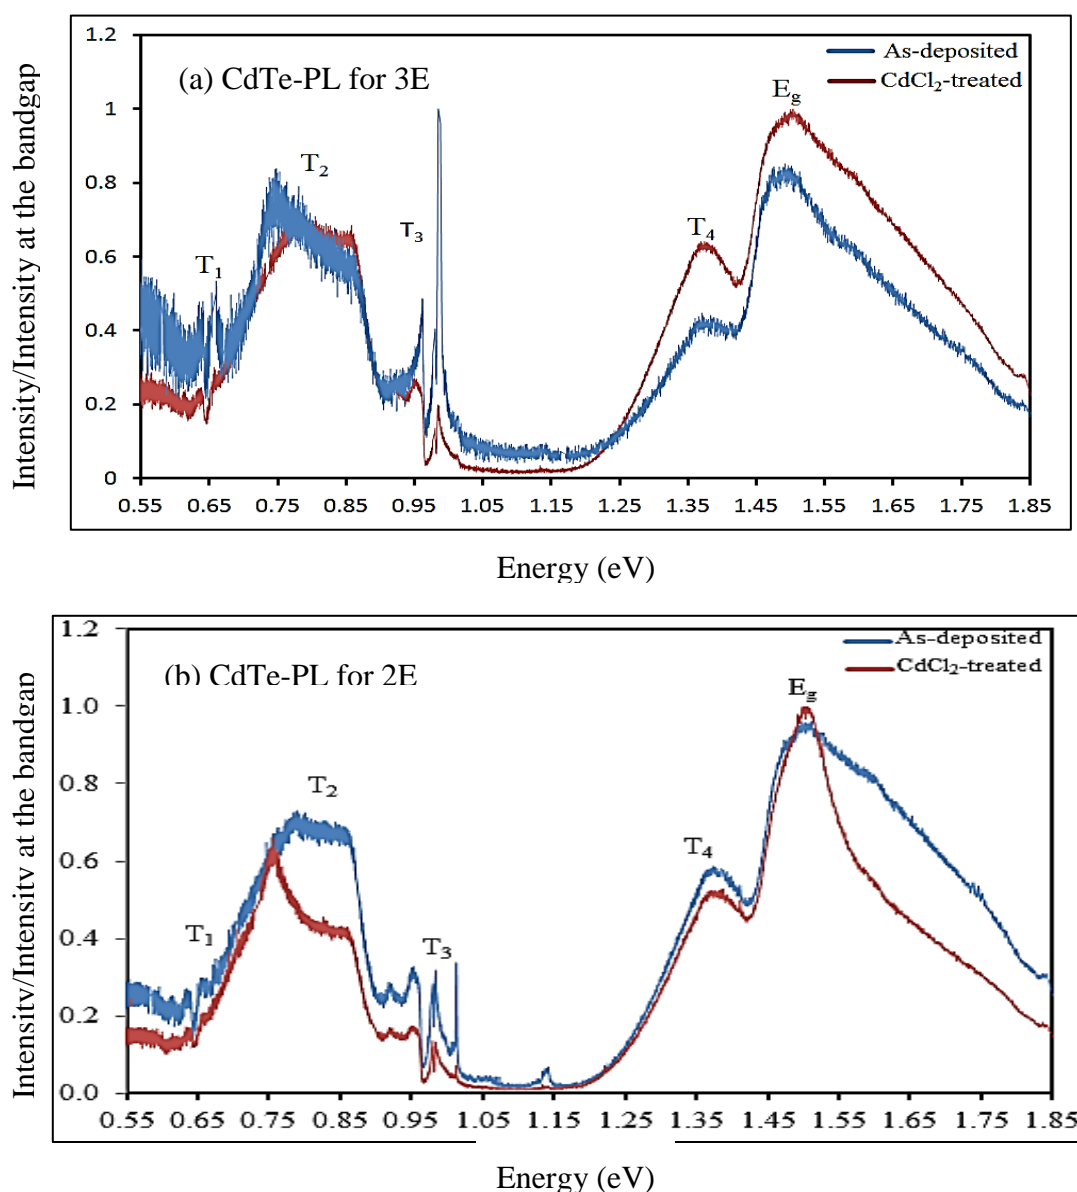 1.2
As-deposited
(a) CdTe-PL for 3E
CdCl₂-treated
E_g
1
T₂
0.8
T₃
T₄
0.6
T₁
0.4
0.2
0
0.55 0.65 0.75 0.85 0.95 1.05 1.15 1.25 1.35 1.45 1.55 1.65 1.75 1.85
Intensity/Intensity at the bandgap
Energy (eV)
1.2
As-deposited
(b) CdTe-PL for 2E
CdCl₂-treated
E_g
1.0
T₂
0.8
T₄
0.6
T₁
T₃
0.4
0.2
0.0
0.55 0.65 0.75 0.85 0.95 1.05 1.15 1.25 1.35 1.45 1.55 1.65 1.75 1.85
Intensity/Intensity at the bandgap
Energy (eV)